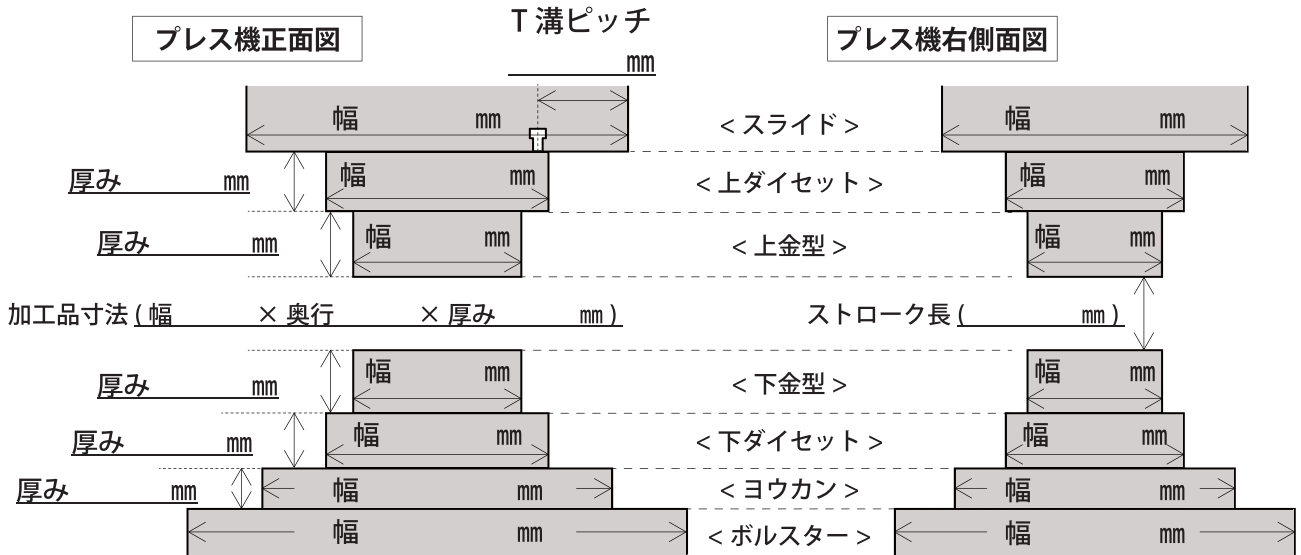 T 溝ピッチ
プレス機正面図
プレス機右側面図
mm
幅 mm <スライド> 幅 mm
厚み mm 幅 mm <上ダイセット> 幅 mm
厚み mm 幅 mm <上金型> 幅 mm
加工品寸法 ( 幅 × 奥行 × 厚み mm ) ストローク長 ( mm )
厚み mm 幅 mm <下金型> 幅 mm
厚み mm 幅 mm <下ダイセット> 幅 mm
厚み mm 幅 mm <ヨウカン> 幅 mm
幅 mm <ボルスター> 幅 mm